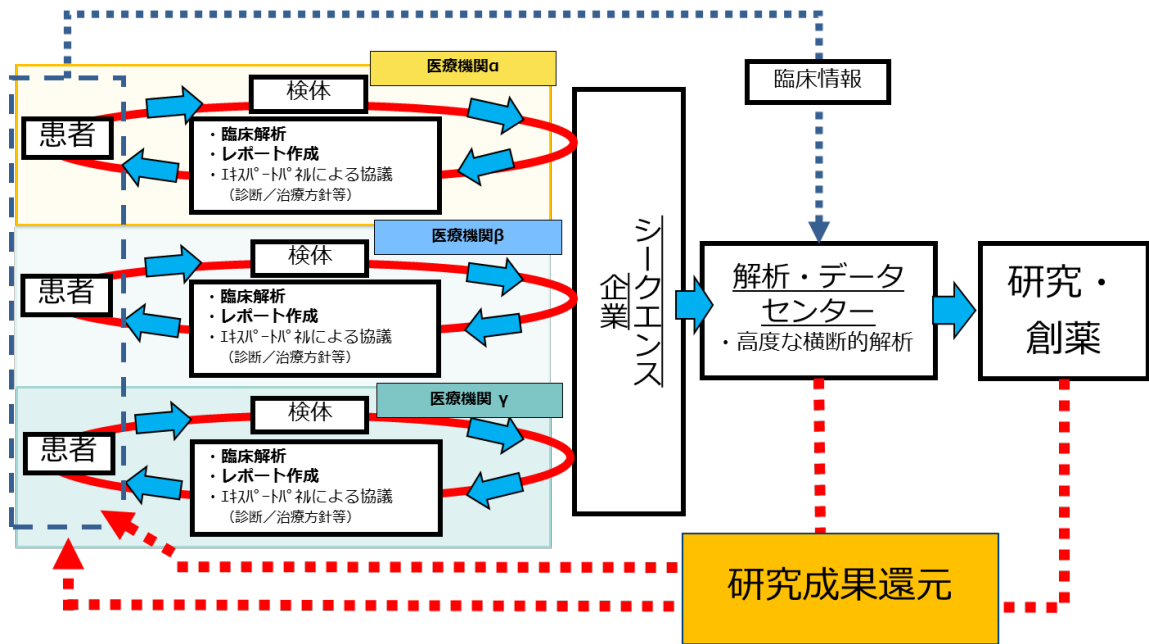 臨床情報
医療機関α
検体
患者
・臨床解析
・レポート作成
・ｴｷｽﾊﾟｰﾄﾊﾟﾈﾙによる協議
（診断／治療方針等）
医療機関β
検体
患者
・臨床解析
・レポート作成
・ｴｷｽﾊﾟｰﾄﾊﾟﾈﾙによる協議
（診断／治療方針等）
医療機関 γ
検体
患者
・臨床解析
・レポート作成
・ｴｷｽﾊﾟｰﾄﾊﾟﾈﾙによる協議
（診断／治療方針等）
シークエンス
企業
解析・データ
センター
・高度な横断的解析
研究・
創薬
研究成果還元